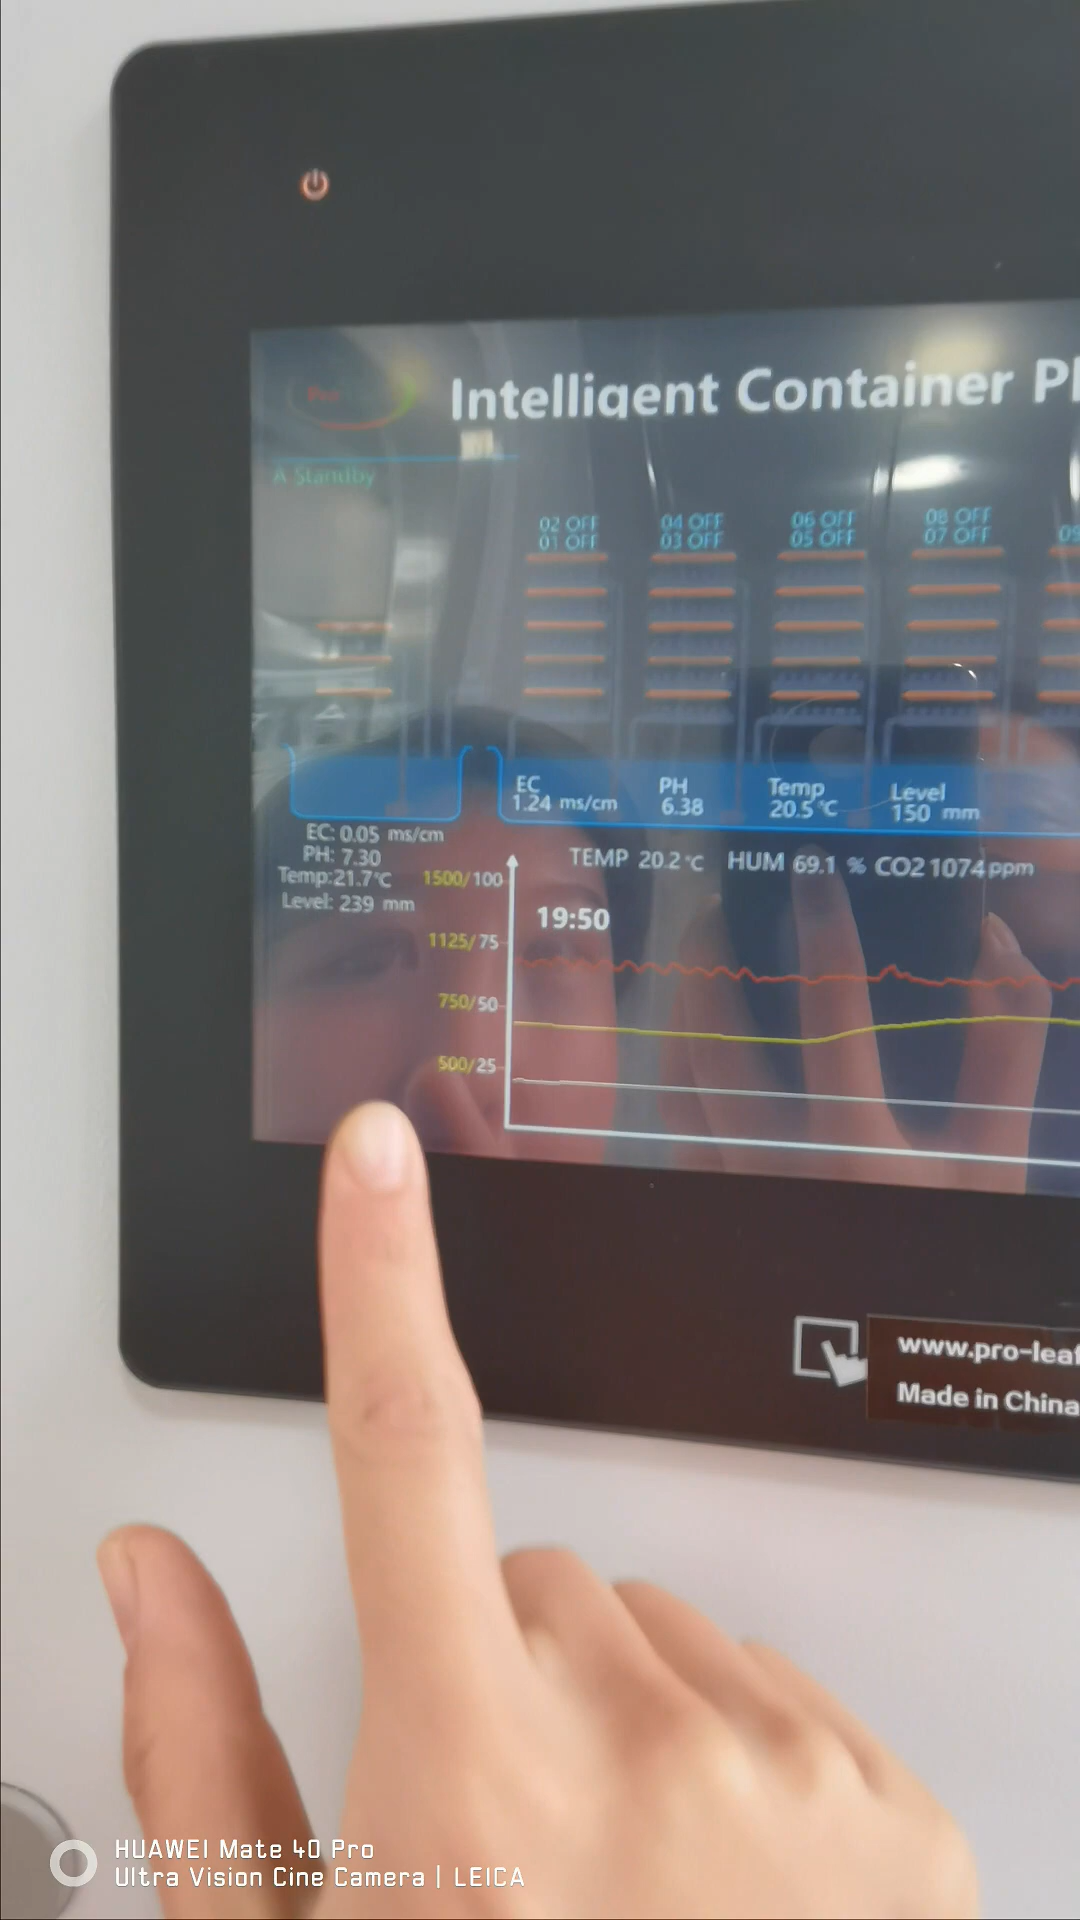 Pro
Intelligent Container Pl
A Standby
02 OFF 04 OFF 06 OFF 08 OFF
01 OFF 03 OFF 05 OFF 07 OFF 09
EC PH Temp Level
1.24 ms/cm 6.38 20.5℃ 150 mm
EC: 0.05 ms/cm
PH: 7.30
Temp:21.7℃
Level: 239 mm
TEMP 20.2℃ HUM 69.1 % CO2 1074 ppm
1500/100
19:50
1125/75
750/50
500/25
www.pro-leaf
Made in China
HUAWEI Mate 40 Pro
Ultra Vision Cine Camera | LEICA